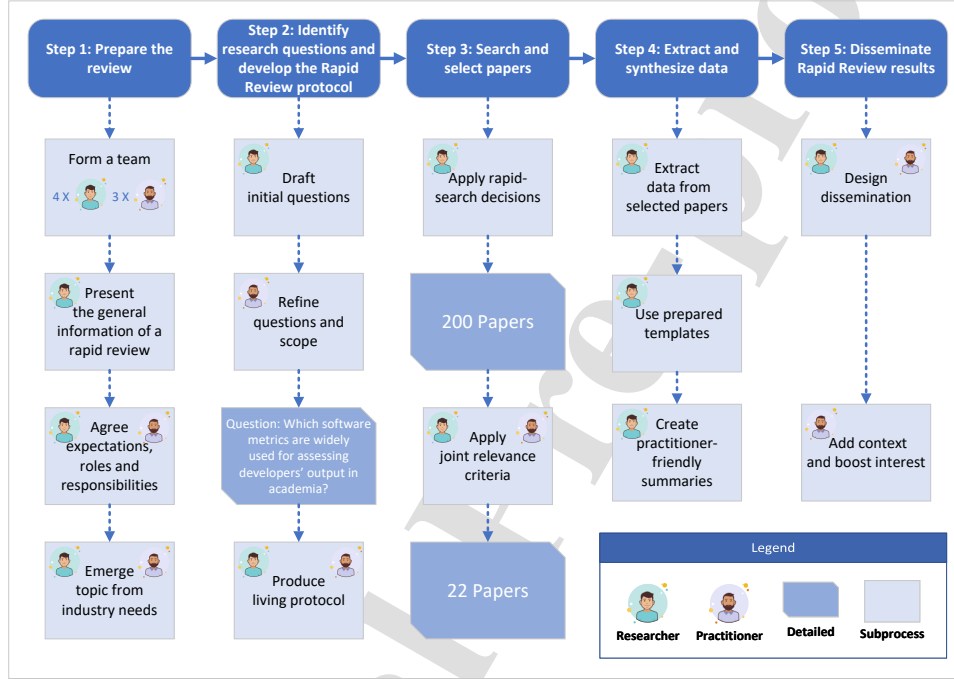 Step 1: Prepare the
review
Step 2: Identify
research questions and
develop the Rapid
Review protocol
Step 3: Search and
select papers
Step 4: Extract and
synthesize data
Step 5: Disseminate
Rapid Review results
Form a team
4 X
3 X
Present
the general
information of a
rapid review
Agree
expectations,
roles and
responsibilities
Emerge
topic from
industry needs
Draft
initial questions
Refine
questions and
scope
Question: Which software
metrics are widely
used for assessing
developers' output in
academia?
Produce
living protocol
Apply rapid-
search decisions
200 Papers
Apply
joint relevance
criteria
22 Papers
Extract
data from
selected papers
Use prepared
templates
Create
practitioner-
friendly
summaries
Design
dissemination
Add context
and boost interest
Legend
Researcher
Practitioner
Detailed
Subprocess